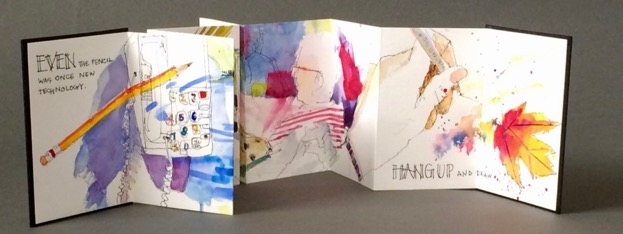 EVEN THE PENCIL
WAS ONCE NEW
TECHNOLOGY.
HANG UP AND DRAW